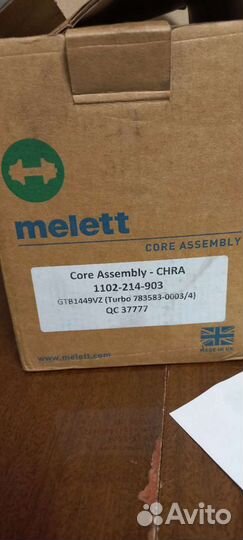 melett
CORE ASSEMBLY
Core Assembly - CHRA
1102-214-903
GTB1449VZ (Turbo 783583-0003/4)
QC 37777
MADE IN UK
www.melett.com
Avito